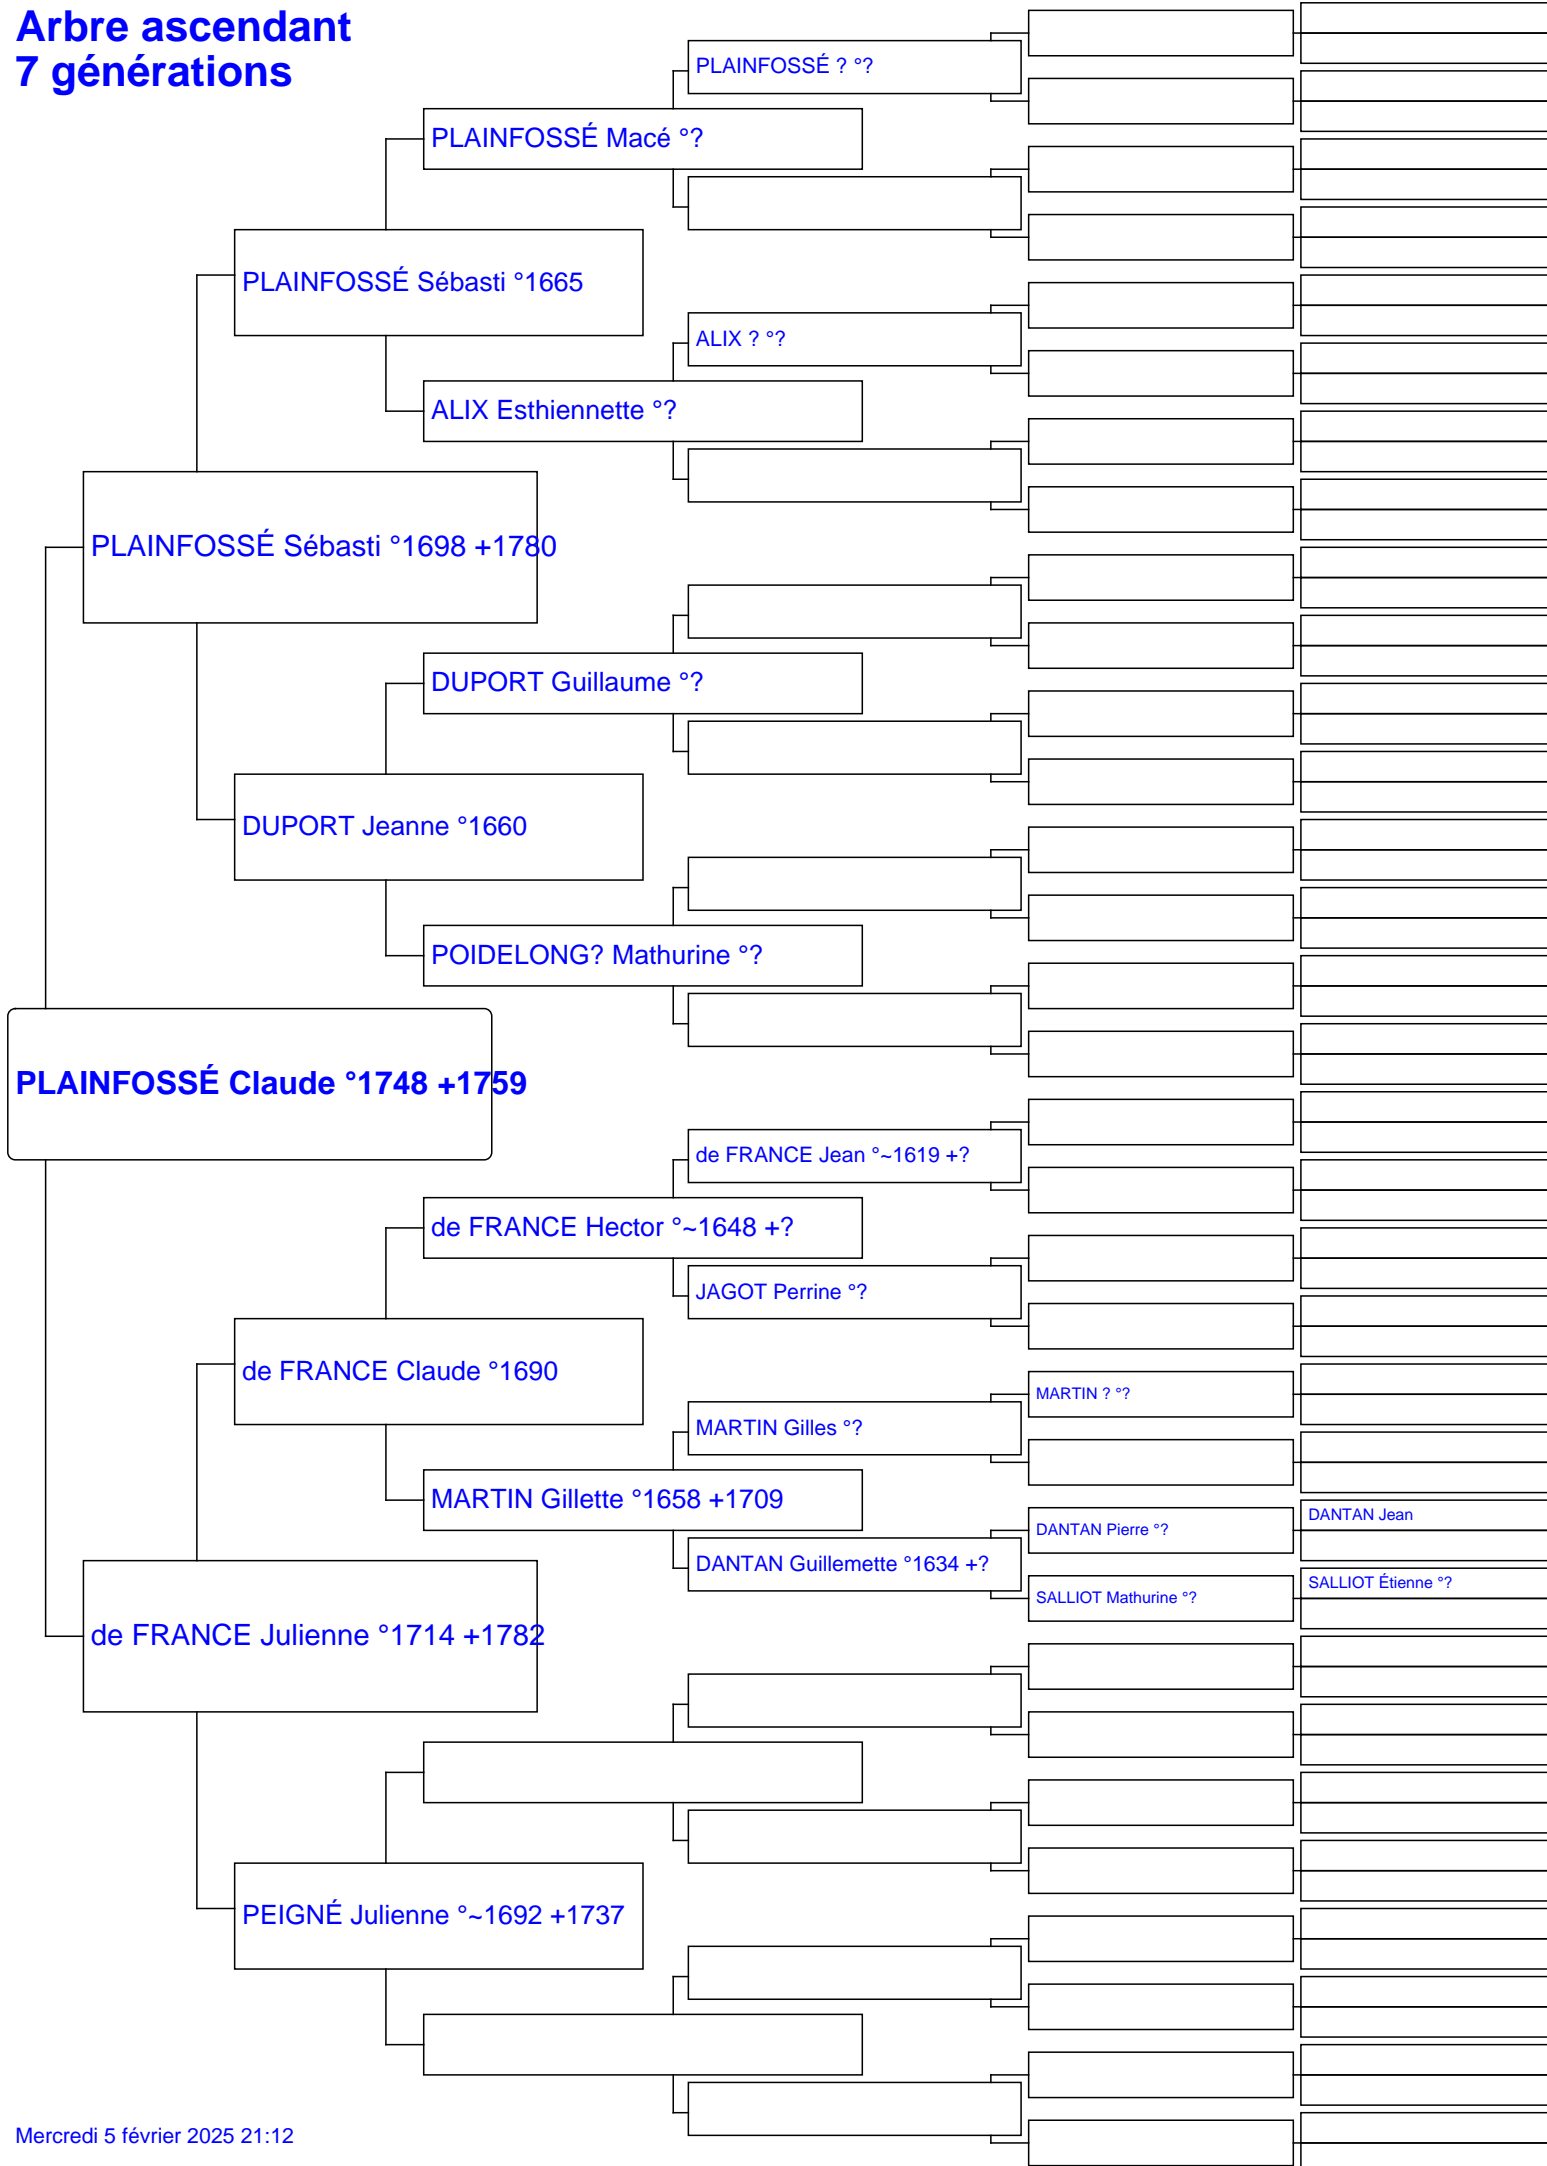 Arbre ascendant
7 générations
PLAINFOSSÉ ? °?
PLAINFOSSÉ Macé °?
PLAINFOSSÉ Sébasti °1665
ALIX ? °?
ALIX Esthiennette °?
PLAINFOSSÉ Sébasti °1698 +1780
DUPORT Guillaume °?
DUPORT Jeanne °1660
POIDELONG? Mathurine °?
PLAINFOSSÉ Claude °1748 +1759
de FRANCE Jean °~1619 +?
de FRANCE Hector °~1648 +?
JAGOT Perrine °?
de FRANCE Claude °1690
MARTIN ? °?
MARTIN Gilles °?
MARTIN Gillette °1658 +1709
DANTAN Jean
DANTAN Pierre °?
DANTAN Guillemette °1634 +?
SALLIOT Étienne °?
SALLIOT Mathurine °?
de FRANCE Julienne °1714 +1782
PEIGNÉ Julienne °~1692 +1737
Mercredi 5 février 2025 21:12